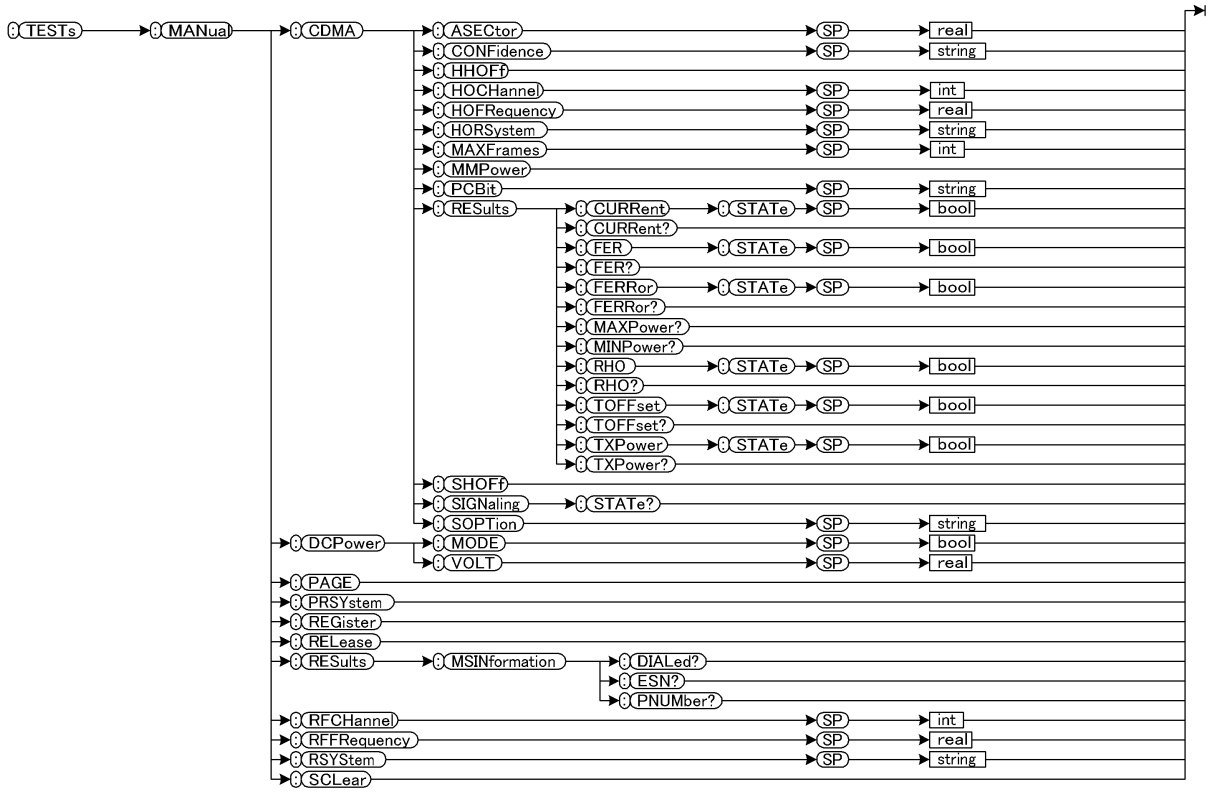 :TESTs :MANual :CDMA :ASECtor SP real
:CONFidence SP string
:HHOFf
:HOCHannel SP int
:HOFRequency SP real
:HORSystem SP string
:MAXFrames SP int
:MMPower
:PCBit SP string
:RESults :CURRent :STATe SP bool
:CURRent?
:FER :STATe SP bool
:FER?
:FERRor :STATe SP bool
:FERRor?
:MAXPower?
:MINPower?
:RHO :STATe SP bool
:RHO?
:TOFFset :STATe SP bool
:TOFFset?
:TXPower :STATe SP bool
:TXPower?
:SHOFf
:SIGNaling :STATe?
:SOPTion SP string
:DCPower :MODE SP bool
:VOLT SP real
:PAGE
:PRSYstem
:REGister
:RELease
:RESults :MSINformation :DIALed?
:ESN?
:PNUMber?
:RFCHannel SP int
:RFFRequency SP real
:RSYStem SP string
:SCLear